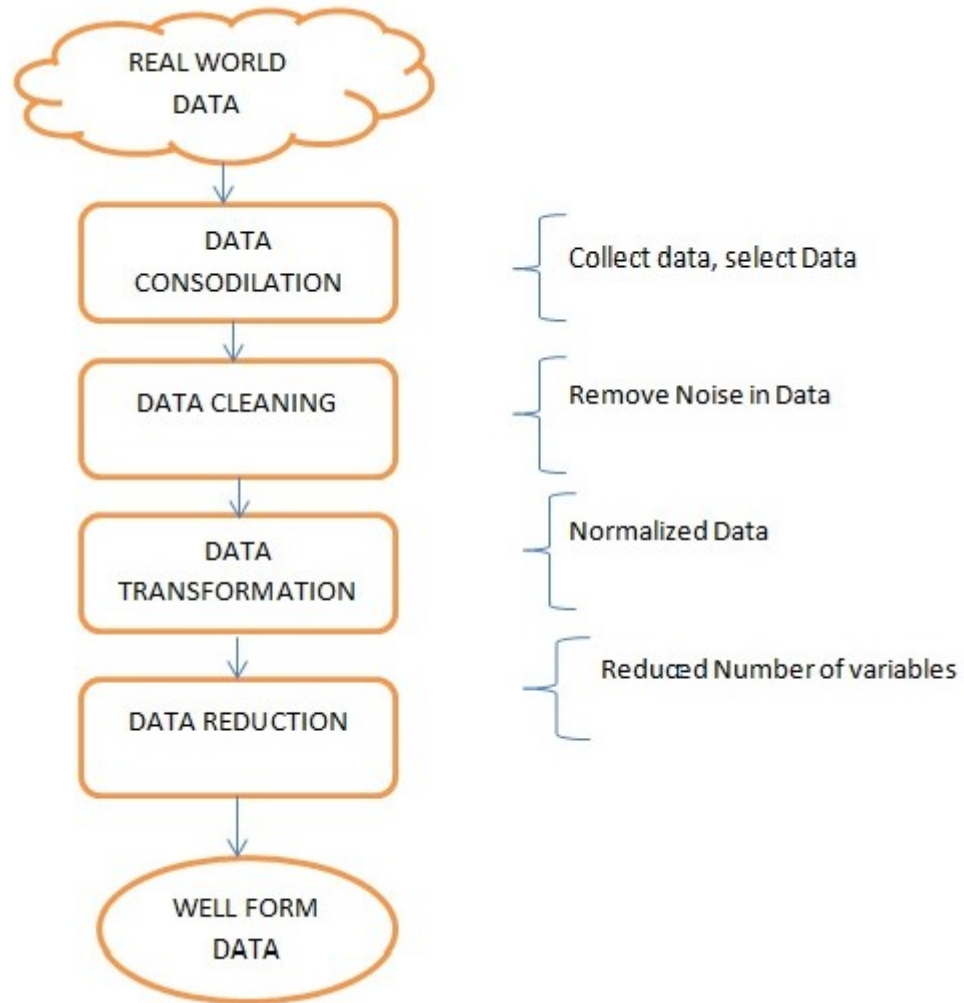 REAL WORLD
DATA
DATA
CONSODILATION
Collect data, select Data
DATA CLEANING
Remove Noise in Data
DATA
TRANSFORMATION
Normalized Data
DATA REDUCTION
Reduced Number of variables
WELL FORM
DATA